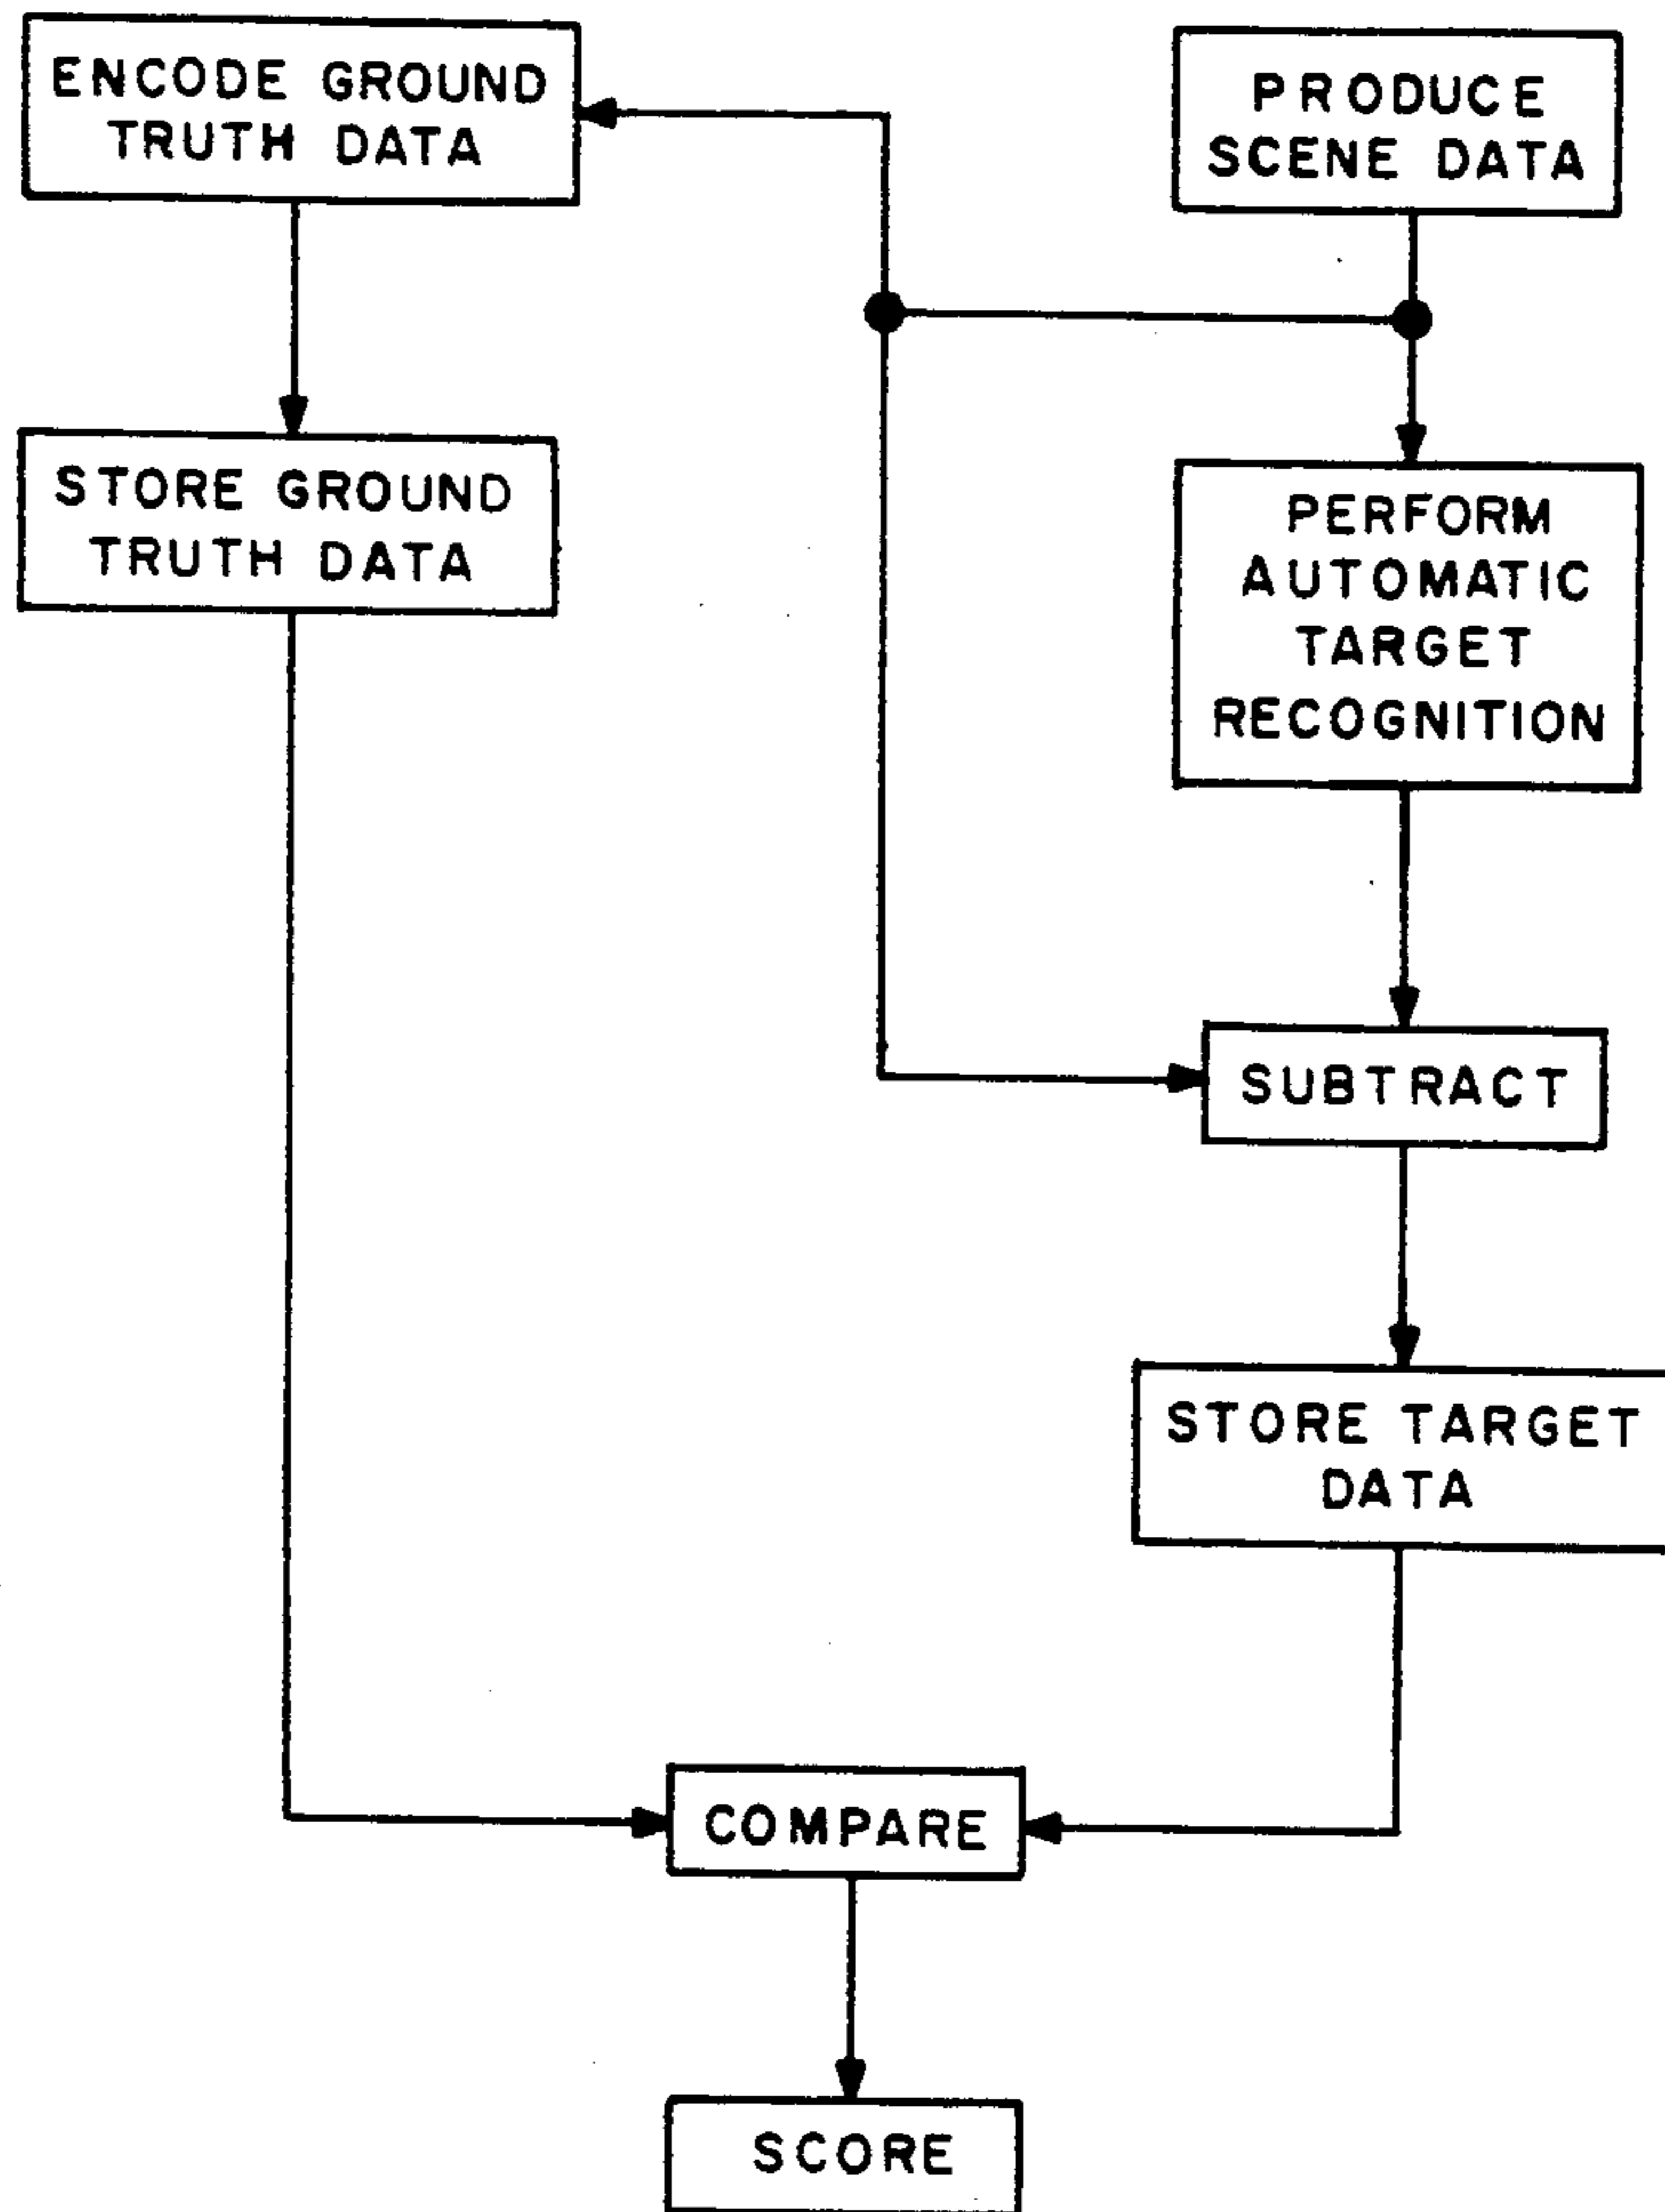 ENCODE GROUND
TRUTH DATA
PRODUCE
SCENE DATA
STORE GROUND
TRUTH DATA
PERFORM
AUTOMATIC
TARGET
RECOGNITION
SUBTRACT
STORE TARGET
DATA
COMPARE
SCORE